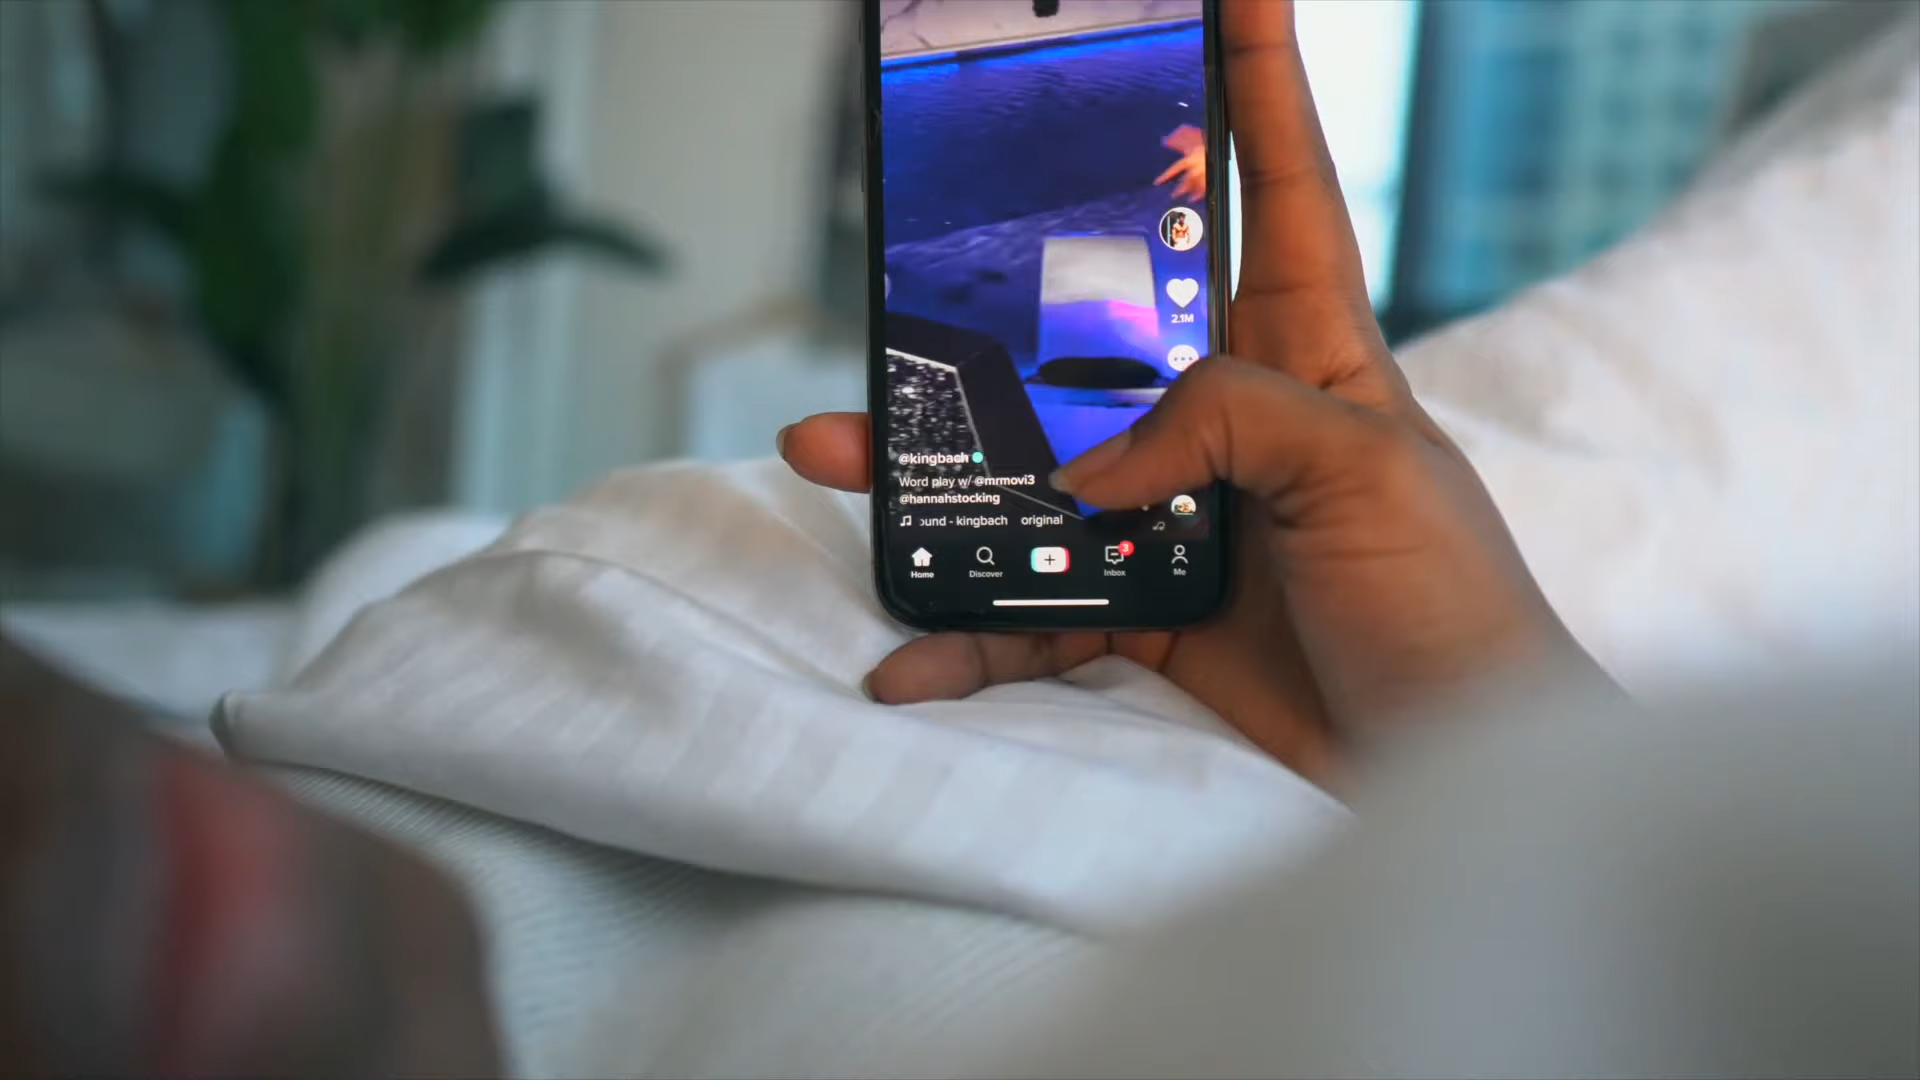 2.1M
@kingbach
Word play w/ @mrmovi3
@hannahstocking
ound - kingbach original
Home Discover Inbox 3 Me